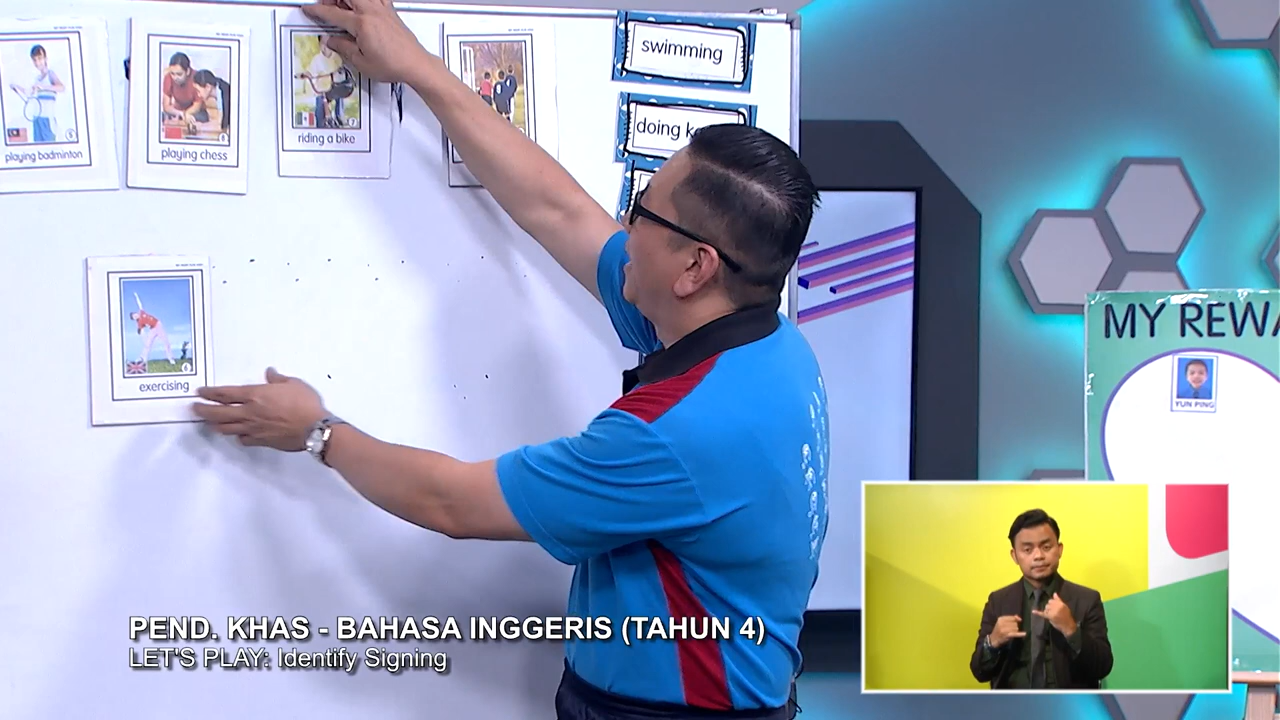 playing badminton
playing chess
riding a bike
swimming
doing k
exercising
MY REWA
YUN PING
PEND. KHAS - BAHASA INGGERIS (TAHUN 4)
LET'S PLAY: Identify Signing